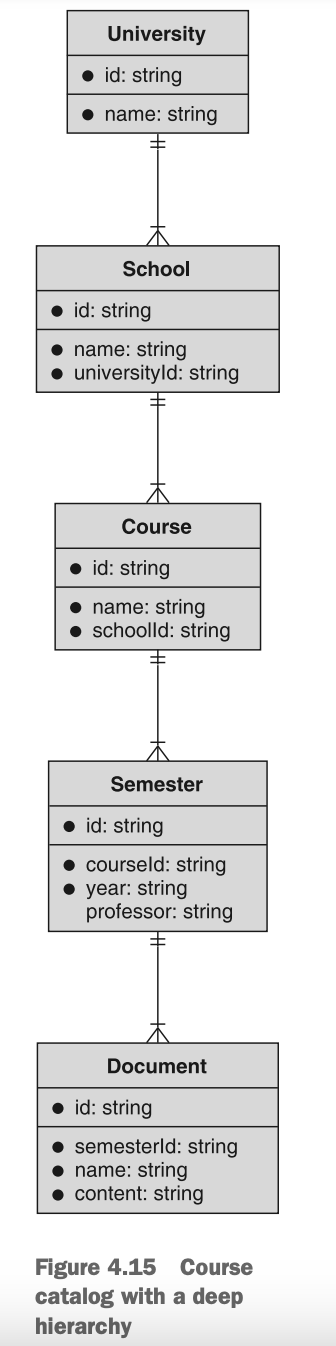 University
● id: string
● name: string
School
● id: string
● name: string
● universityId: string
Course
● id: string
● name: string
● schoolId: string
Semester
● id: string
● courseId: string
● year: string
professor: string
Document
● id: string
● semesterId: string
● name: string
● content: string
Figure 4.15 Course
catalog with a deep
hierarchy